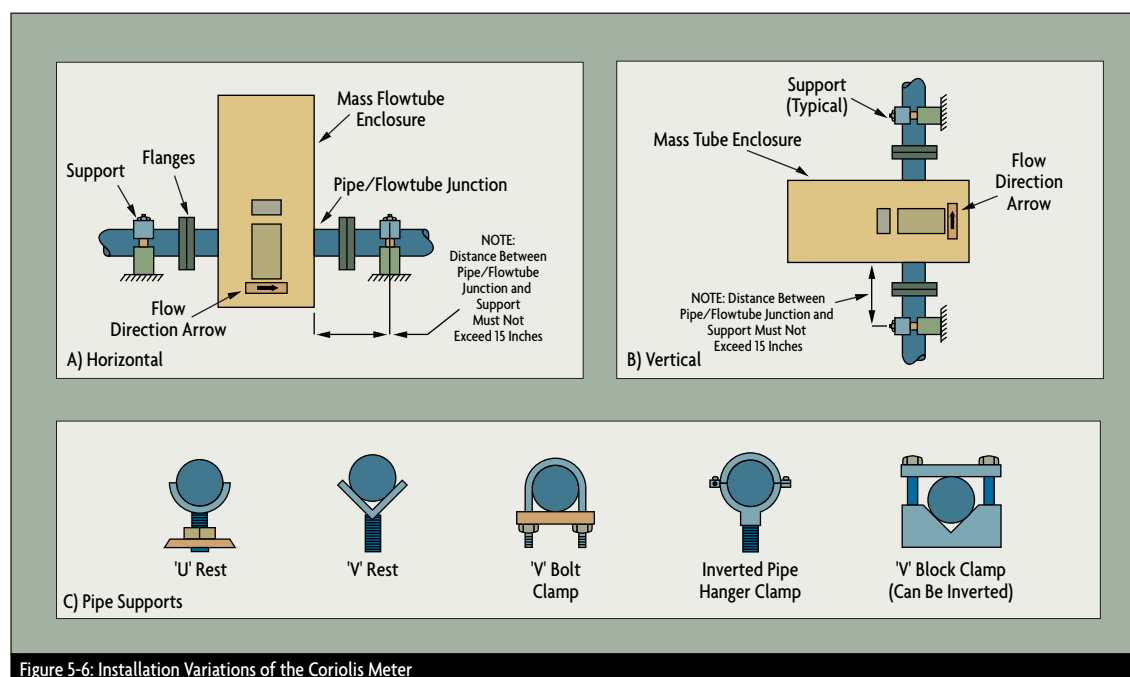 Mass Flowtube
Enclosure
Flanges
Support
Pipe/Flowtube Junction
NOTE:
Distance Between
Pipe/Flowtube
Junction and
Support
Must Not
Exceed 15 Inches
Flow
Direction Arrow
A) Horizontal
Support
(Typical)
Mass Tube Enclosure
Flow
Direction
Arrow
NOTE: Distance Between
Pipe/Flowtube Junction and
Support Must Not
Exceed 15 Inches
B) Vertical
'U' Rest
'V' Rest
'V' Bolt
Clamp
Inverted Pipe
Hanger Clamp
'V' Block Clamp
(Can Be Inverted)
C) Pipe Supports
Figure 5-6: Installation Variations of the Coriolis Meter